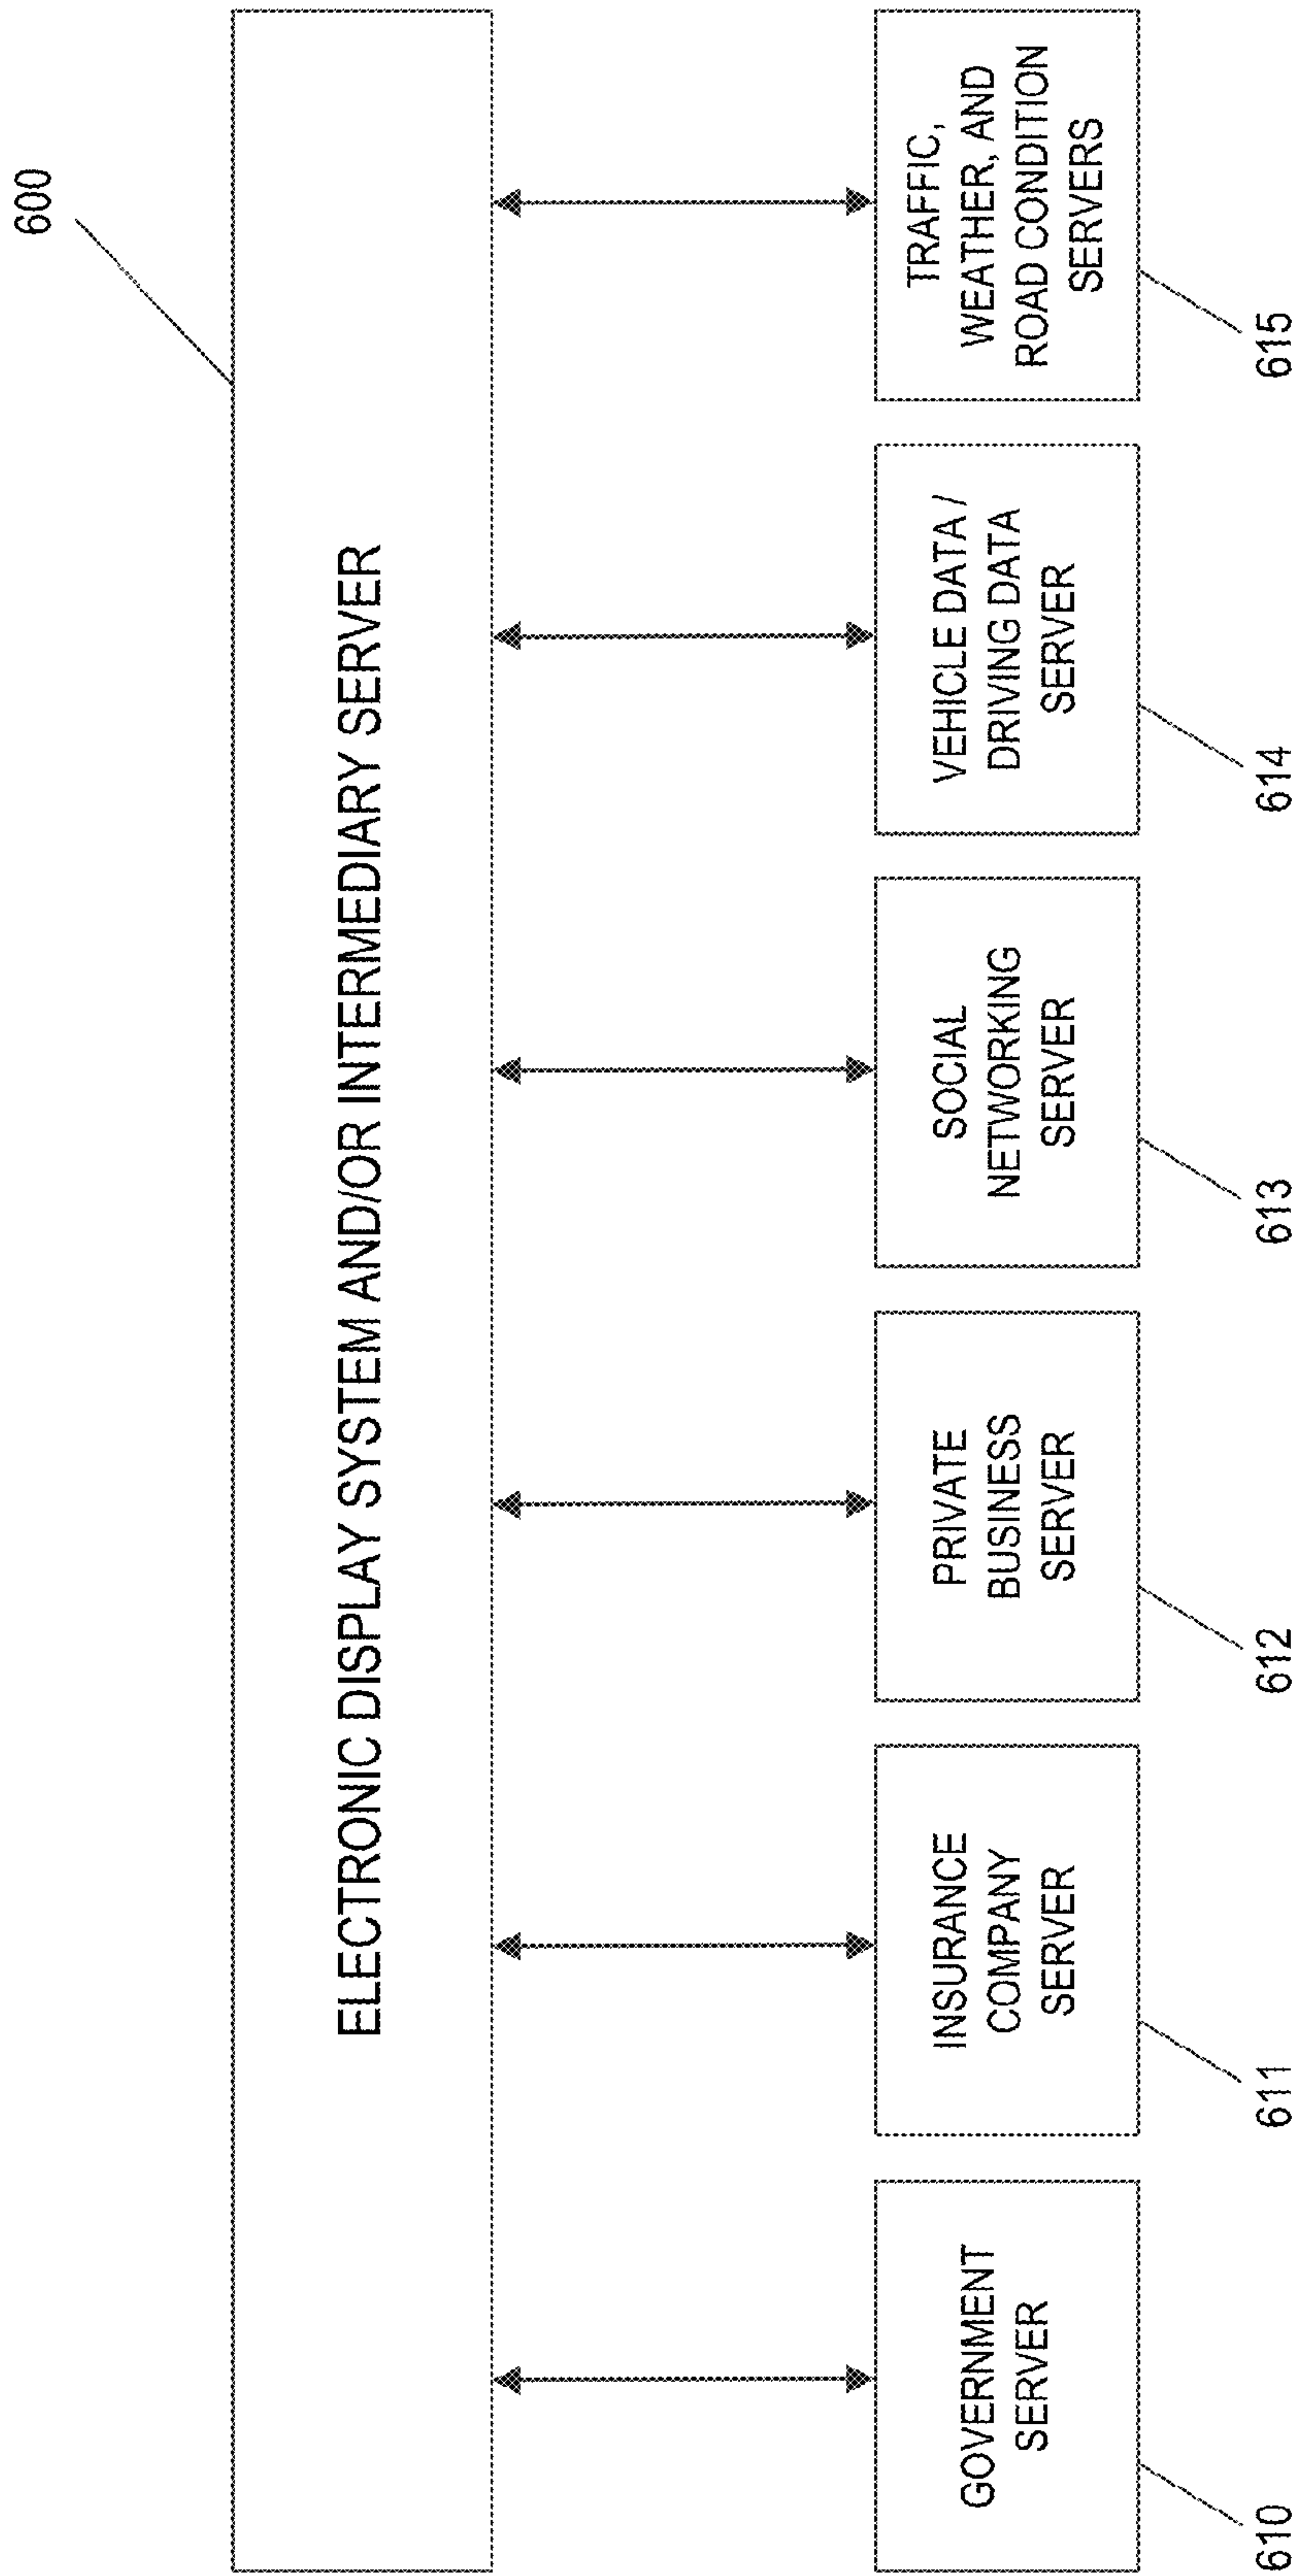 600
ELECTRONIC DISPLAY SYSTEM AND/OR INTERMEDIARY SERVER
GOVERNMENT
SERVER
610
INSURANCE
COMPANY
SERVER
611
PRIVATE
BUSINESS
SERVER
612
SOCIAL
NETWORKING
SERVER
613
VEHICLE DATA /
DRIVING DATA
SERVER
614
TRAFFIC,
WEATHER, AND
ROAD CONDITION
SERVERS
615